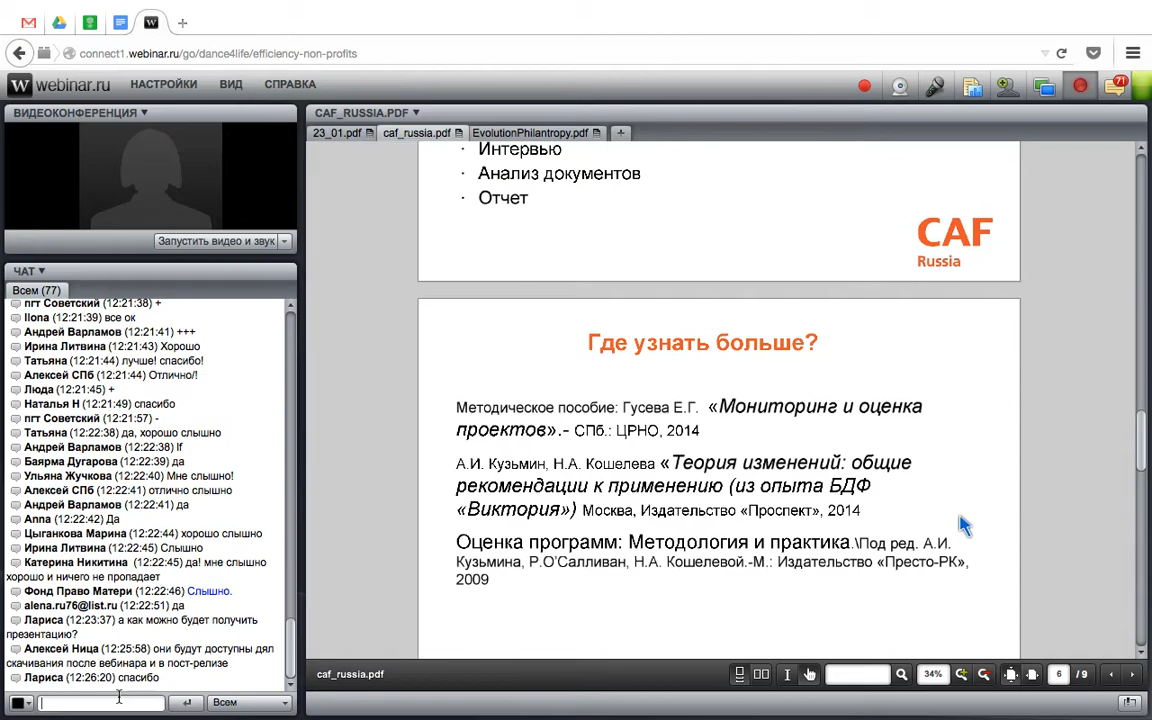 W
connect1.webinar.ru/go/dance4life/efficiency-non-profits
W webinar.ru НАСТРОЙКИ ВИД СПРАВКА
71
ВИДЕОКОНФЕРЕНЦИЯ
Запустить видео и звук
ЧАТ
Всем (77)
пгт Советский (12:21:38) +
Ilona (12:21:39) все ок
Андрей Варламов (12:21:41) +++
Ирина Литвина (12:21:43) Хорошо
Татьяна (12:21:44) лучше! спасибо!
Алексей СПб (12:21:44) Отлично/!
Люда (12:21:45) +
Наталья Н (12:21:49) спасибо
пгт Советский (12:21:57) -
Татьяна (12:22:38) да, хорошо слышно
Андрей Варламов (12:22:38) lf
Баярма Дугарова (12:22:39) да
Ульяна Жучкова (12:22:40) Мне слышно!
Алексей СПб (12:22:41) отлично слышно
Андрей Варламов (12:22:41) да
Anna (12:22:42) Да
Цыганкова Марина (12:22:44) хорошо слышно
Ирина Литвина (12:22:45) Слышно
Катерина Никитина (12:22:45) да! мне слышно
хорошо и ничего не пропадает
Фонд Право Матери (12:22:46) Слышно.
alena.ru76@list.ru (12:22:51) да
Лариса (12:23:37) а как можно будет получить
презентацию?
Алексей Ница (12:25:58) они будут доступны дял
скачивания после вебинара и в пост-релизе
Лариса (12:26:20) спасибо
Всем
CAF_RUSSIA.PDF
23_01.pdf caf_russia.pdf EvolutionPhilantropy.pdf
· Интервью
· Анализ документов
· Отчет
CAF
Russia
Где узнать больше?
Методическое пособие: Гусева Е.Г. «Мониторинг и оценка
проектов».- СПб.: ЦРНО, 2014
А.И. Кузьмин, Н.А. Кошелева «Теория изменений: общие
рекомендации к применению (из опыта БДФ
«Виктория») Москва, Издательство «Проспект», 2014
Оценка программ: Методология и практика.\Под ред. А.И.
Кузьмина, Р.О'Салливан, Н.А. Кошелевой.-М.: Издательство «Престо-РК»,
2009
caf_russia.pdf
34%
6 / 9